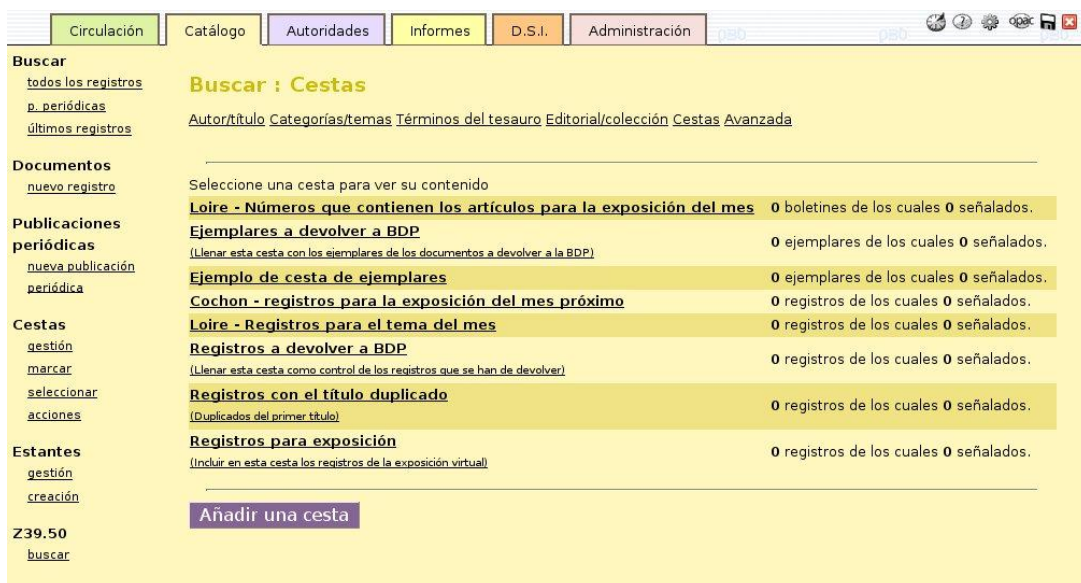 Circulación Catálogo Autoridades Informes D.S.I. Administración pmb pmb opac
Buscar
todos los registros
p. periódicas
últimos registros
Documentos
nuevo registro
Publicaciones
periódicas
nueva publicación
periódica
Cestas
gestión
marcar
seleccionar
acciones
Estantes
gestión
creación
Z39.50
buscar
Buscar : Cestas
Autor/título Categorías/temas Términos del tesauro Editorial/colección Cestas Avanzada
Seleccione una cesta para ver su contenido
Loire - Números que contienen los artículos para la exposición del mes 0 boletines de los cuales 0 señalados.
Ejemplares a devolver a BDP
(Llenar esta cesta con los ejemplares de los documentos a devolver a la BDP) 0 ejemplares de los cuales 0 señalados.
Ejemplo de cesta de ejemplares 0 ejemplares de los cuales 0 señalados.
Cochon - registros para la exposición del mes próximo 0 registros de los cuales 0 señalados.
Loire - Registros para el tema del mes 0 registros de los cuales 0 señalados.
Registros a devolver a BDP
(Llenar esta cesta como control de los registros que se han de devolver) 0 registros de los cuales 0 señalados.
Registros con el título duplicado
(Duplicados del primer título) 0 registros de los cuales 0 señalados.
Registros para exposición
(Incluir en esta cesta los registros de la exposición virtual) 0 registros de los cuales 0 señalados.
Añadir una cesta